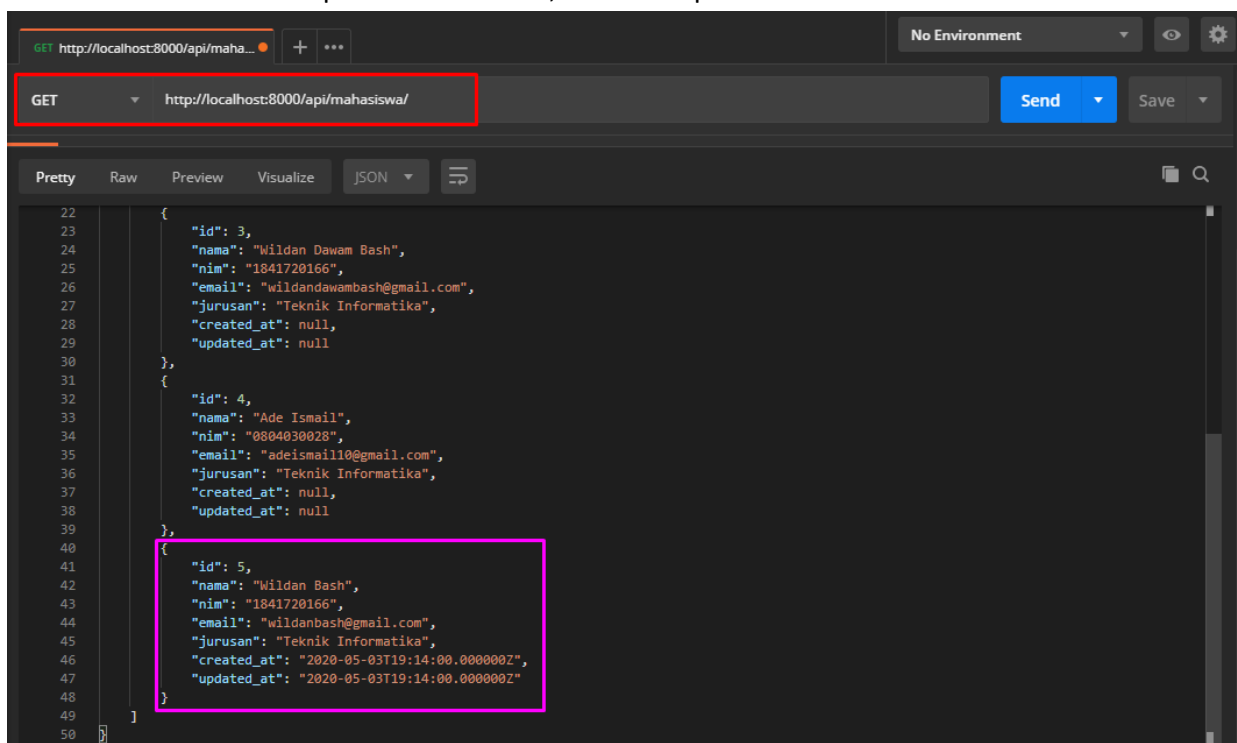 GET http://localhost:8000/api/maha...
No Environment
GET http://localhost:8000/api/mahasiswa/
Send
Save
Pretty Raw Preview Visualize JSON
22 {
23 "id": 3,
24 "nama": "Wildan Dawam Bash",
25 "nim": "1841720166",
26 "email": "wildandawambash@gmail.com",
27 "jurusan": "Teknik Informatika",
28 "created_at": null,
29 "updated_at": null
30 },
31 {
32 "id": 4,
33 "nama": "Ade Ismail",
34 "nim": "0804030028",
35 "email": "adeismail10@gmail.com",
36 "jurusan": "Teknik Informatika",
37 "created_at": null,
38 "updated_at": null
39 },
40 {
41 "id": 5,
42 "nama": "Wildan Bash",
43 "nim": "1841720166",
44 "email": "wildanbash@gmail.com",
45 "jurusan": "Teknik Informatika",
46 "created_at": "2020-05-03T19:14:00.000000Z",
47 "updated_at": "2020-05-03T19:14:00.000000Z"
48 }
49 ]
50 }